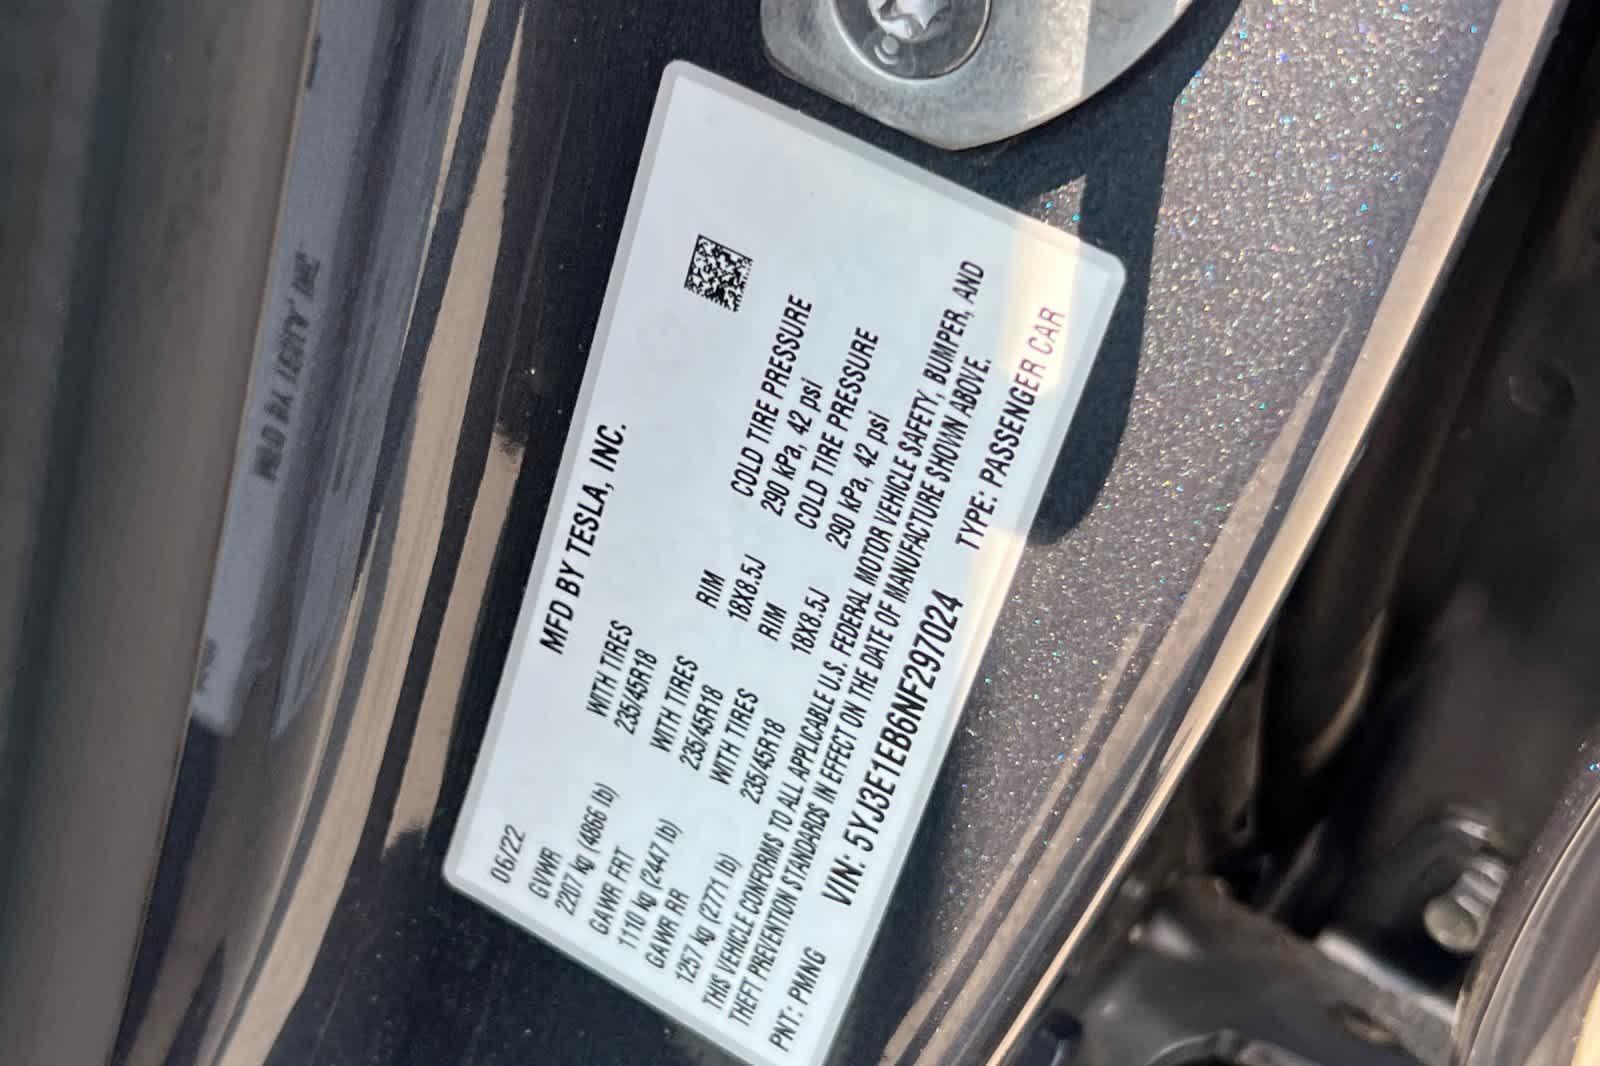 MFD BY TESLA, INC.
06/22
GVWR
2207 kg (4866 lb)
WITH TIRES
235/45R18
GAWR FRT
1110 kg (2447 lb)
WITH TIRES
235/45R18
RIM
18X8.5J
COLD TIRE PRESSURE
290 kPa, 42 psi
GAWR RR
1257 kg (2771 lb)
WITH TIRES
235/45R18
RIM
18X8.5J
COLD TIRE PRESSURE
290 kPa, 42 psi
THIS VEHICLE CONFORMS TO ALL APPLICABLE U.S. FEDERAL MOTOR VEHICLE SAFETY, BUMPER, AND
THEFT PREVENTION STANDARDS IN EFFECT ON THE DATE OF MANUFACTURE SHOWN ABOVE.
PNT: PMNG
VIN: 5YJ3E1EB6NF297024
TYPE: PASSENGER CAR